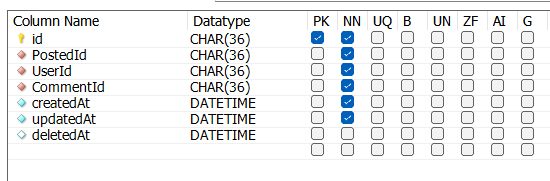 Column Name Datatype PK NN UQ B UN ZF AI G
id CHAR(36)
PostedId CHAR(36)
UserId CHAR(36)
CommentId CHAR(36)
createdAt DATETIME
updatedAt DATETIME
deletedAt DATETIME